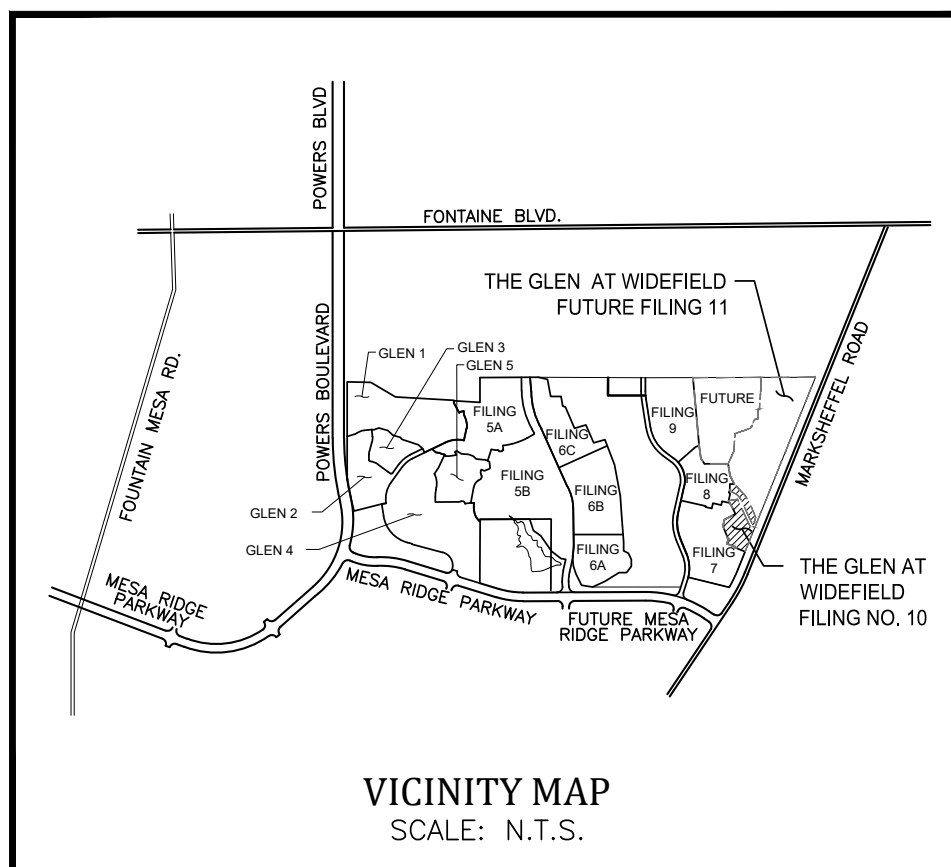 POWERS BLVD
FONTAINE BLVD.
THE GLEN AT WIDEFIELD
FUTURE FILING 11
GLEN 1
GLEN 3
GLEN 5
POWERS BOULEVARD
FOUNTAIN MESA RD.
MARKSHEFFEL ROAD
FILING
5A
FILING
9
FUTURE
FILING
6C
GLEN 2
FILING
5B
FILING
6B
FILING
8
GLEN 4
FILING
6A
FILING
7
THE GLEN AT
WIDEFIELD
FILING NO. 10
MESA RIDGE
PARKWAY
MESA RIDGE PARKWAY
FUTURE MESA
RIDGE PARKWAY
VICINITY MAP
SCALE: N.T.S.